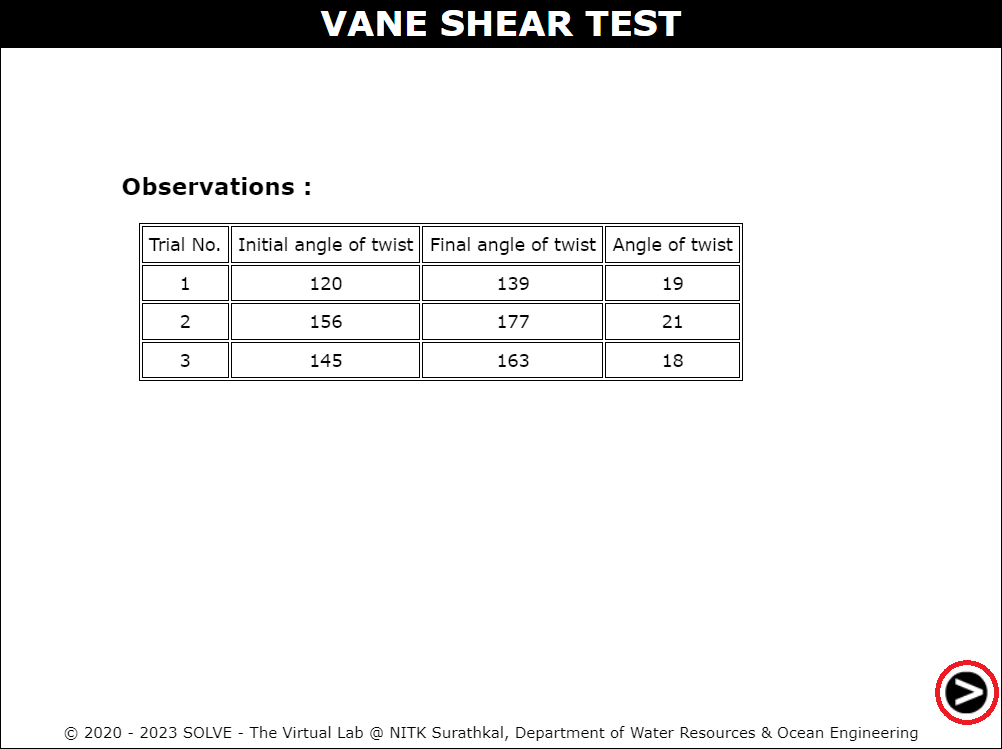 VANE SHEAR TEST
Observations :
Trial No. Initial angle of twist Final angle of twist Angle of twist
1 120 139 19
2 156 177 21
3 145 163 18
>
© 2020 - 2023 SOLVE - The Virtual Lab @ NITK Surathkal, Department of Water Resources & Ocean Engineering